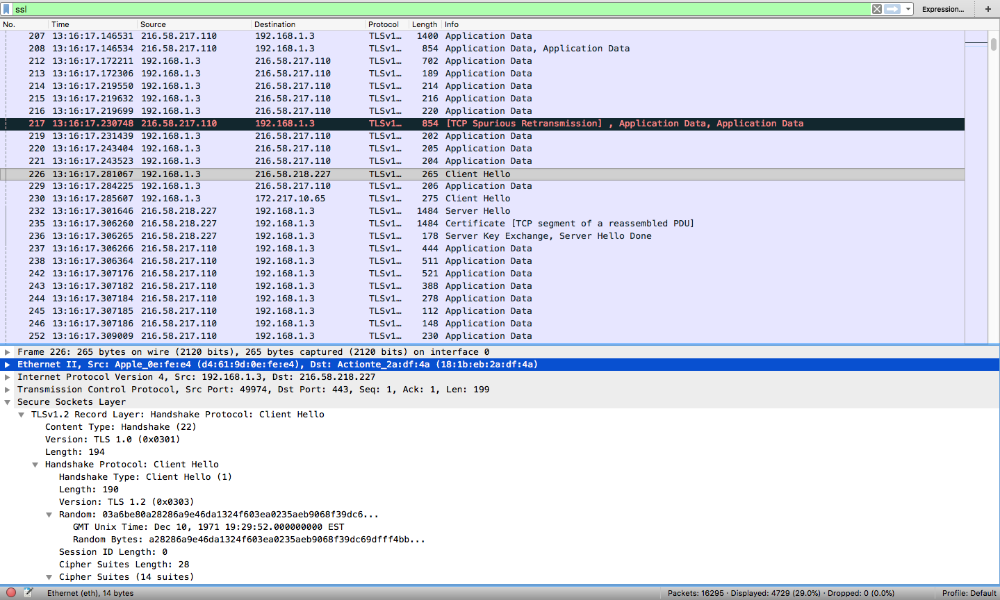 ssl
Expression... +
No. Time Source Destination Protocol Length Info
207 13:16:17.146531 216.58.217.110 192.168.1.3 TLSv1… 1400 Application Data
208 13:16:17.146534 216.58.217.110 192.168.1.3 TLSv1… 854 Application Data, Application Data
212 13:16:17.172211 192.168.1.3 216.58.217.110 TLSv1… 702 Application Data
213 13:16:17.172306 192.168.1.3 216.58.217.110 TLSv1… 189 Application Data
214 13:16:17.219550 192.168.1.3 216.58.217.110 TLSv1… 214 Application Data
215 13:16:17.219632 192.168.1.3 216.58.217.110 TLSv1… 216 Application Data
216 13:16:17.219699 192.168.1.3 216.58.217.110 TLSv1… 220 Application Data
217 13:16:17.230748 216.58.217.110 192.168.1.3 TLSv1… 854 [TCP Spurious Retransmission] , Application Data, Application Data
219 13:16:17.231439 192.168.1.3 216.58.217.110 TLSv1… 202 Application Data
220 13:16:17.243404 192.168.1.3 216.58.217.110 TLSv1… 205 Application Data
221 13:16:17.243523 192.168.1.3 216.58.217.110 TLSv1… 204 Application Data
226 13:16:17.281067 192.168.1.3 216.58.218.227 TLSv1… 265 Client Hello
229 13:16:17.284225 192.168.1.3 216.58.217.110 TLSv1… 206 Application Data
230 13:16:17.285607 192.168.1.3 172.217.10.65 TLSv1… 275 Client Hello
232 13:16:17.301646 216.58.218.227 192.168.1.3 TLSv1… 1484 Server Hello
235 13:16:17.306260 216.58.218.227 192.168.1.3 TLSv1… 1484 Certificate [TCP segment of a reassembled PDU]
236 13:16:17.306265 216.58.218.227 192.168.1.3 TLSv1… 178 Server Key Exchange, Server Hello Done
237 13:16:17.306266 216.58.217.110 192.168.1.3 TLSv1… 444 Application Data
238 13:16:17.306364 216.58.217.110 192.168.1.3 TLSv1… 511 Application Data
242 13:16:17.307176 216.58.217.110 192.168.1.3 TLSv1… 521 Application Data
243 13:16:17.307182 216.58.217.110 192.168.1.3 TLSv1… 388 Application Data
244 13:16:17.307184 216.58.217.110 192.168.1.3 TLSv1… 278 Application Data
245 13:16:17.307185 216.58.217.110 192.168.1.3 TLSv1… 112 Application Data
246 13:16:17.307186 216.58.217.110 192.168.1.3 TLSv1… 148 Application Data
252 13:16:17.309009 216.58.217.110 192.168.1.3 TLSv1… 230 Application Data
Frame 226: 265 bytes on wire (2120 bits), 265 bytes captured (2120 bits) on interface 0
Ethernet II, Src: Apple_0e:fe:e4 (d4:61:9d:0e:fe:e4), Dst: Actionte_2a:df:4a (18:1b:eb:2a:df:4a)
Internet Protocol Version 4, Src: 192.168.1.3, Dst: 216.58.218.227
Transmission Control Protocol, Src Port: 49974, Dst Port: 443, Seq: 1, Ack: 1, Len: 199
Secure Sockets Layer
TLSv1.2 Record Layer: Handshake Protocol: Client Hello
Content Type: Handshake (22)
Version: TLS 1.0 (0x0301)
Length: 194
Handshake Protocol: Client Hello
Handshake Type: Client Hello (1)
Length: 190
Version: TLS 1.2 (0x0303)
Random: 03a6be80a28286a9e46da1324f603ea0235aeb9068f39dc6...
GMT Unix Time: Dec 10, 1971 19:29:52.000000000 EST
Random Bytes: a28286a9e46da1324f603ea0235aeb9068f39dc69dfff4bb...
Session ID Length: 0
Cipher Suites Length: 28
Cipher Suites (14 suites)
Ethernet (eth), 14 bytes Packets: 16295 · Displayed: 4729 (29.0%) · Dropped: 0 (0.0%) Profile: Default